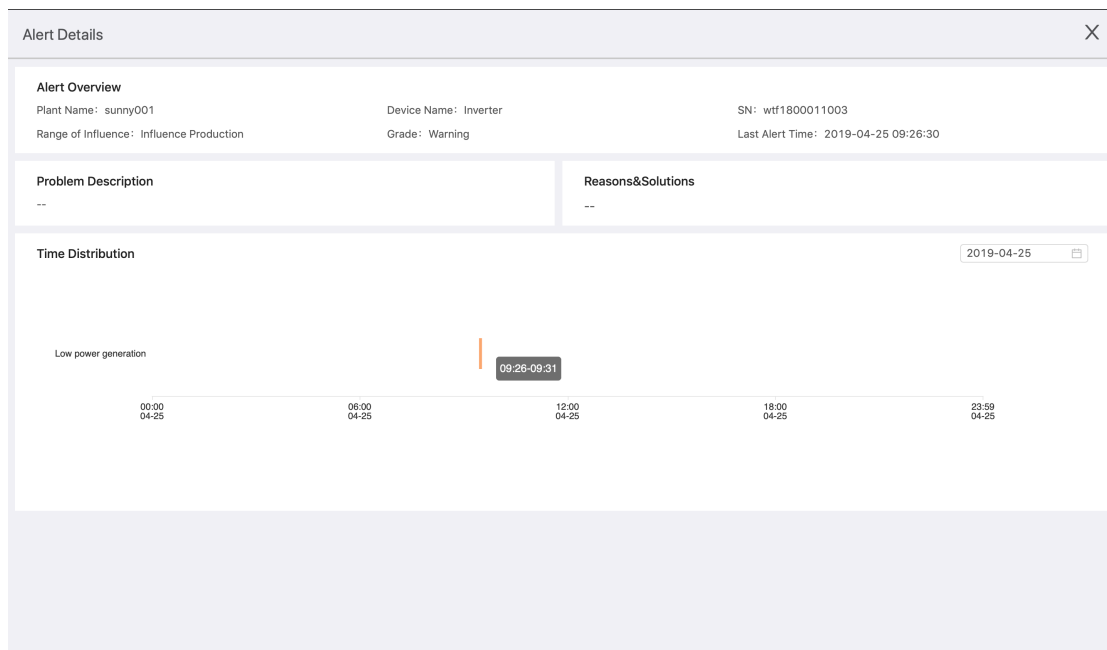 Alert Details
X
Alert Overview
Plant Name: sunny001
Device Name: Inverter
SN: wtf1800011003
Range of Influence: Influence Production
Grade: Warning
Last Alert Time: 2019-04-25 09:26:30
Problem Description
--
Reasons&Solutions
--
Time Distribution
2019-04-25
Low power generation
09:26-09:31
00:00
04-25
06:00
04-25
12:00
04-25
18:00
04-25
23:59
04-25